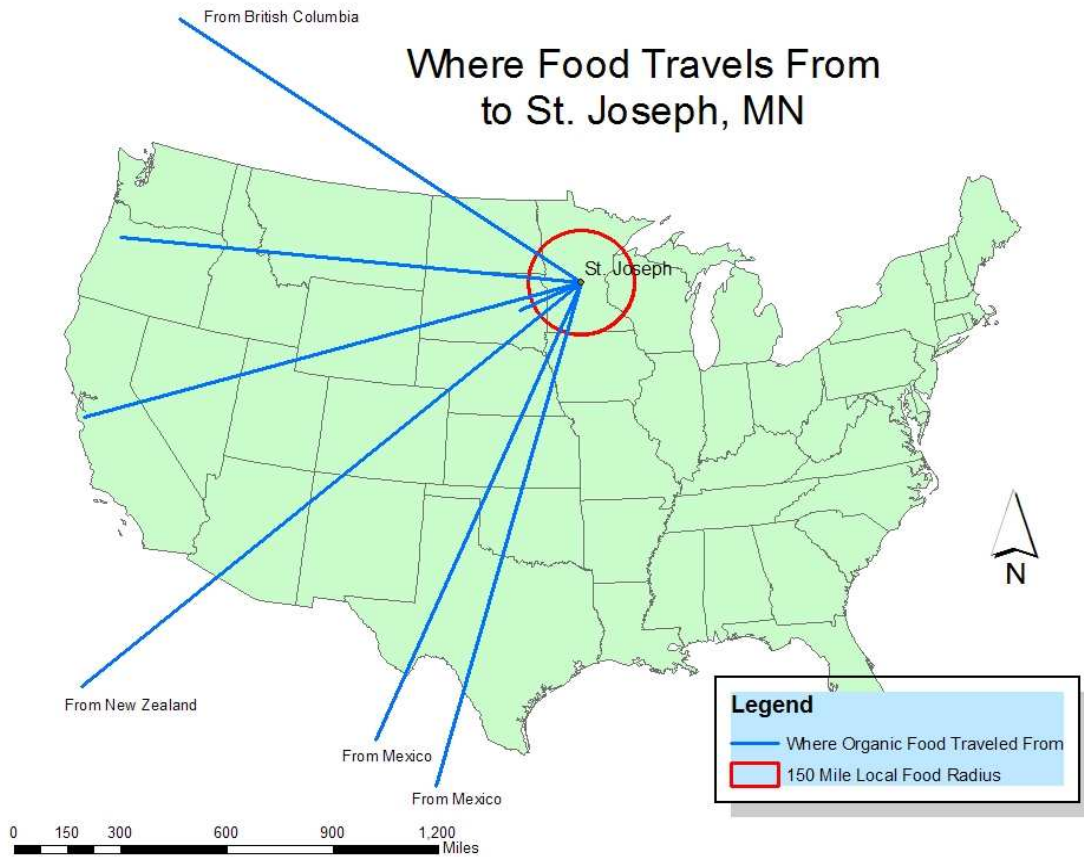 From British Columbia
Where Food Travels From
to St. Joseph, MN
St. Joseph
N
From New Zealand
From Mexico
From Mexico
Legend
Where Organic Food Traveled From
150 Mile Local Food Radius
0 150 300 600 900 1,200
Miles